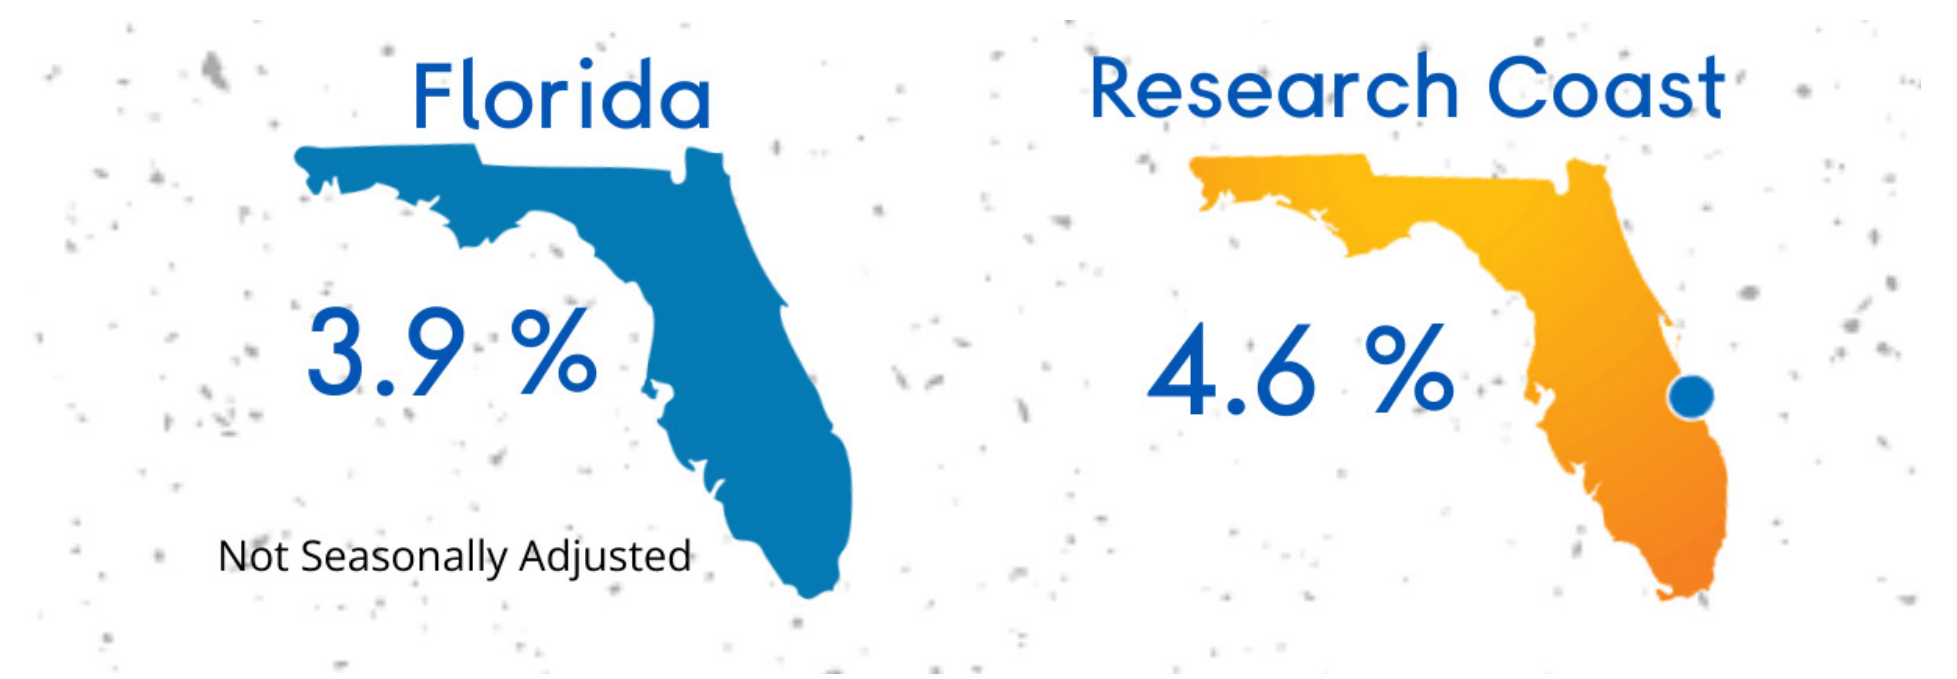 Florida
3.9 %
Not Seasonally Adjusted
Research Coast
4.6 %